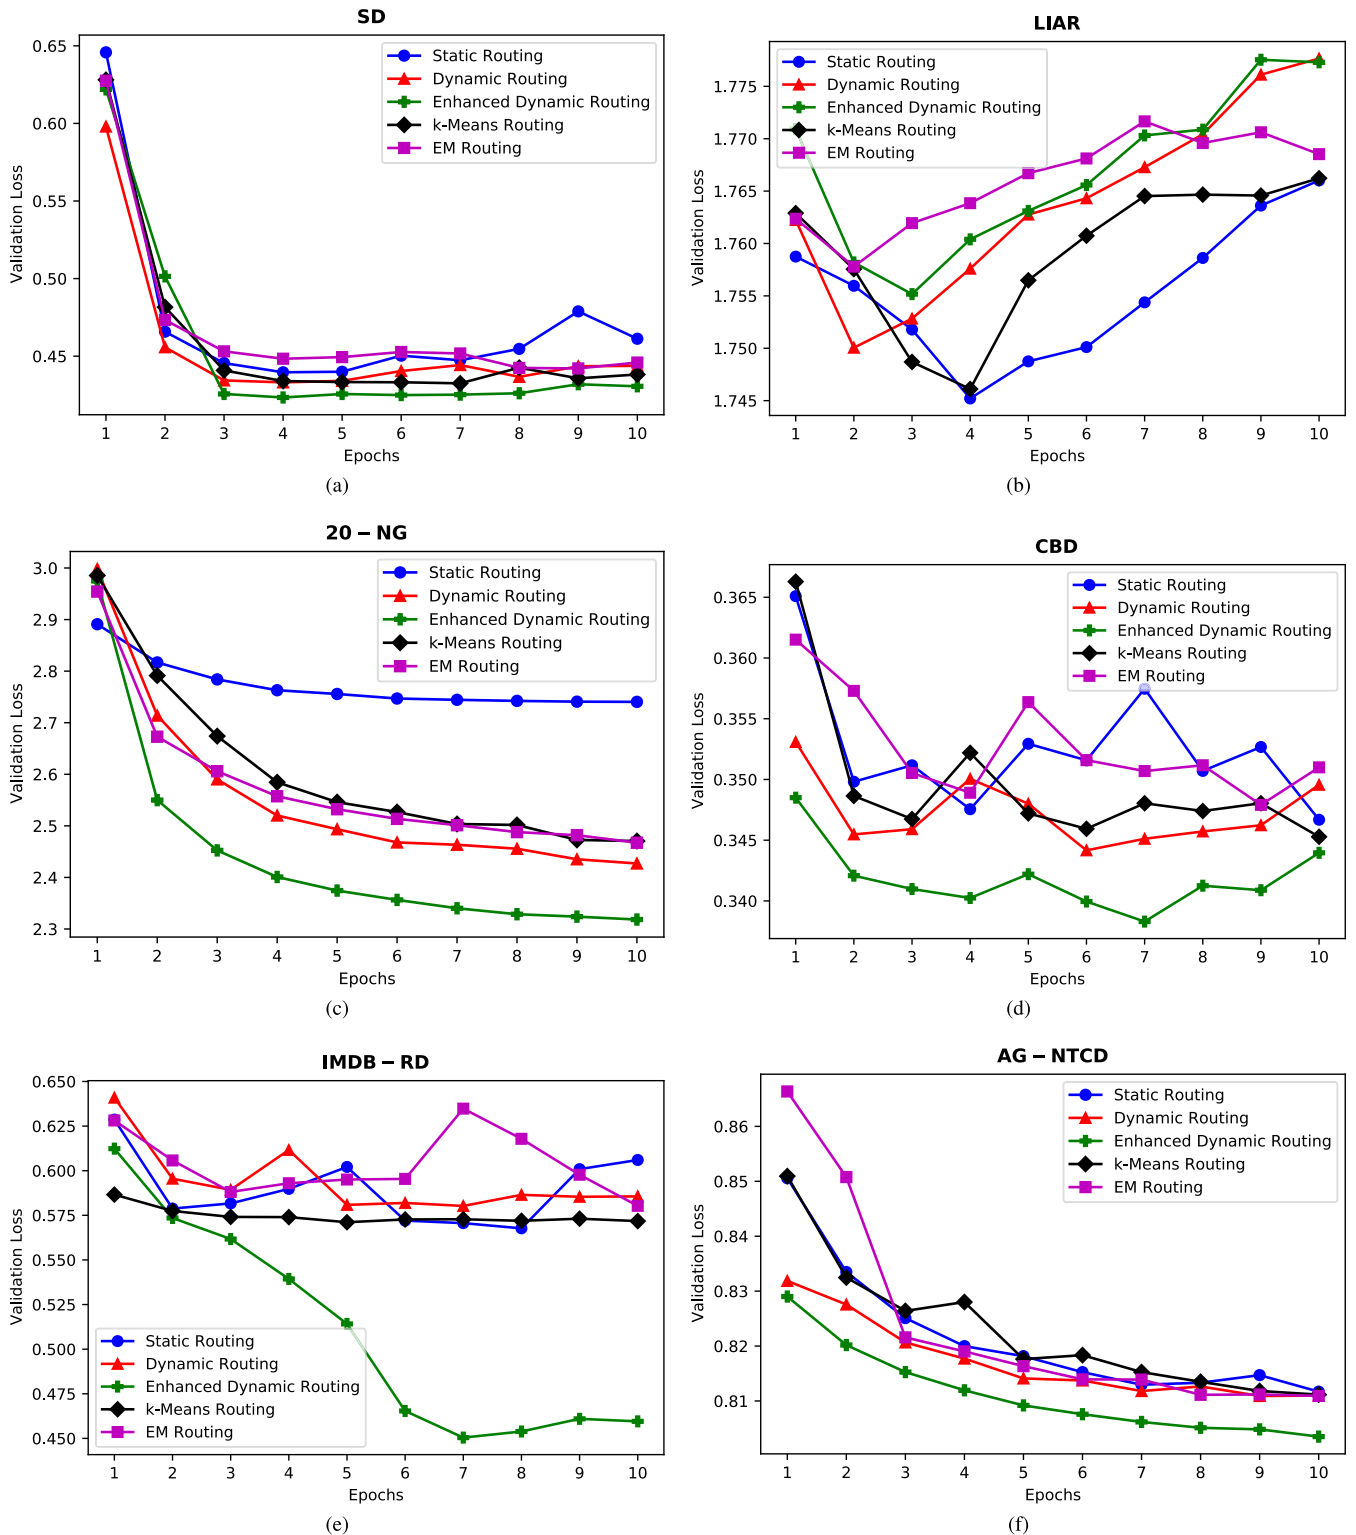 SD
0.65
0.60
0.55
0.50
0.45
Validation Loss
Static Routing
Dynamic Routing
Enhanced Dynamic Routing
k-Means Routing
EM Routing
1 2 3 4 5 6 7 8 9 10
Epochs
(a)
LIAR
1.775
1.770
1.765
1.760
1.755
1.750
1.745
Validation Loss
Static Routing
Dynamic Routing
Enhanced Dynamic Routing
k-Means Routing
EM Routing
1 2 3 4 5 6 7 8 9 10
Epochs
(b)
20 – NG
3.0
2.9
2.8
2.7
2.6
2.5
2.4
2.3
Validation Loss
Static Routing
Dynamic Routing
Enhanced Dynamic Routing
k-Means Routing
EM Routing
1 2 3 4 5 6 7 8 9 10
Epochs
(c)
CBD
0.365
0.360
0.355
0.350
0.345
0.340
Validation Loss
Static Routing
Dynamic Routing
Enhanced Dynamic Routing
k-Means Routing
EM Routing
1 2 3 4 5 6 7 8 9 10
Epochs
(d)
IMDB – RD
0.650
0.625
0.600
0.575
0.550
0.525
0.500
0.475
0.450
Validation Loss
Static Routing
Dynamic Routing
Enhanced Dynamic Routing
k-Means Routing
EM Routing
1 2 3 4 5 6 7 8 9 10
Epochs
(e)
AG – NTCD
0.86
0.85
0.84
0.83
0.82
0.81
Validation Loss
Static Routing
Dynamic Routing
Enhanced Dynamic Routing
k-Means Routing
EM Routing
1 2 3 4 5 6 7 8 9 10
Epochs
(f)